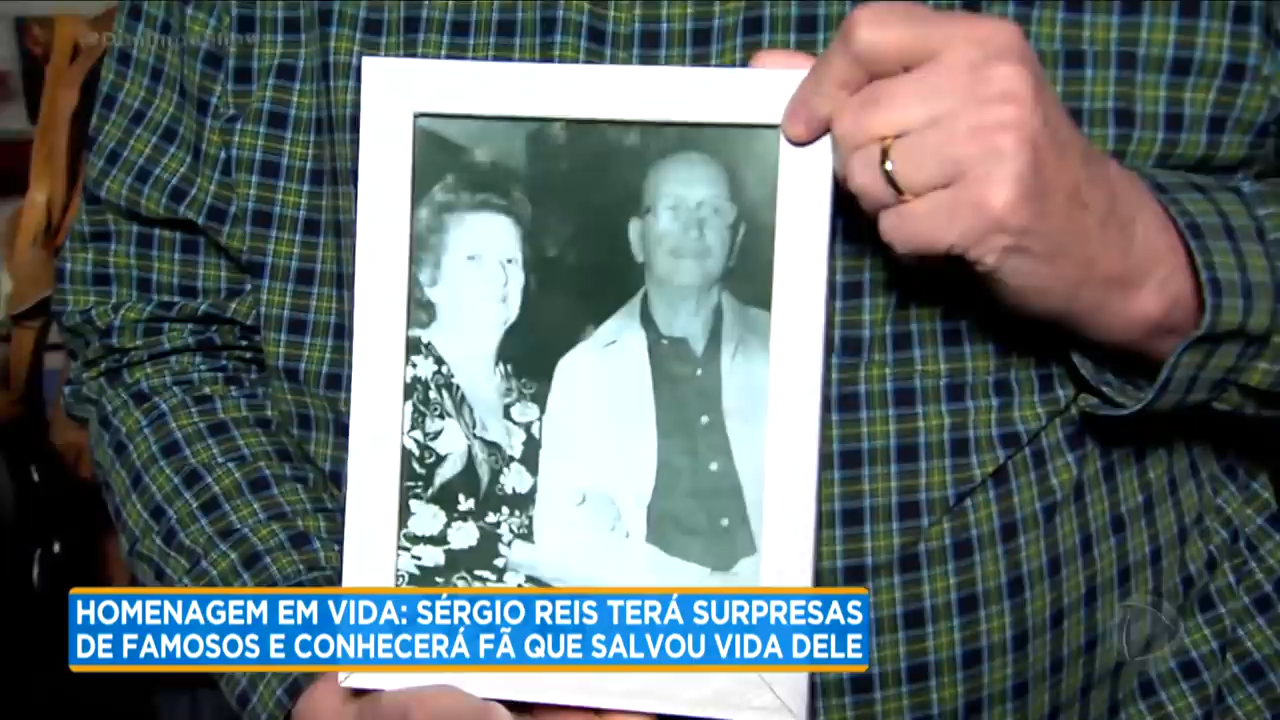 HOMENAGEM EM VIDA: SÉRGIO REIS TERÁ SURPRESAS
DE FAMOSOS E CONHECERÁ FÃ QUE SALVOU VIDA DELE